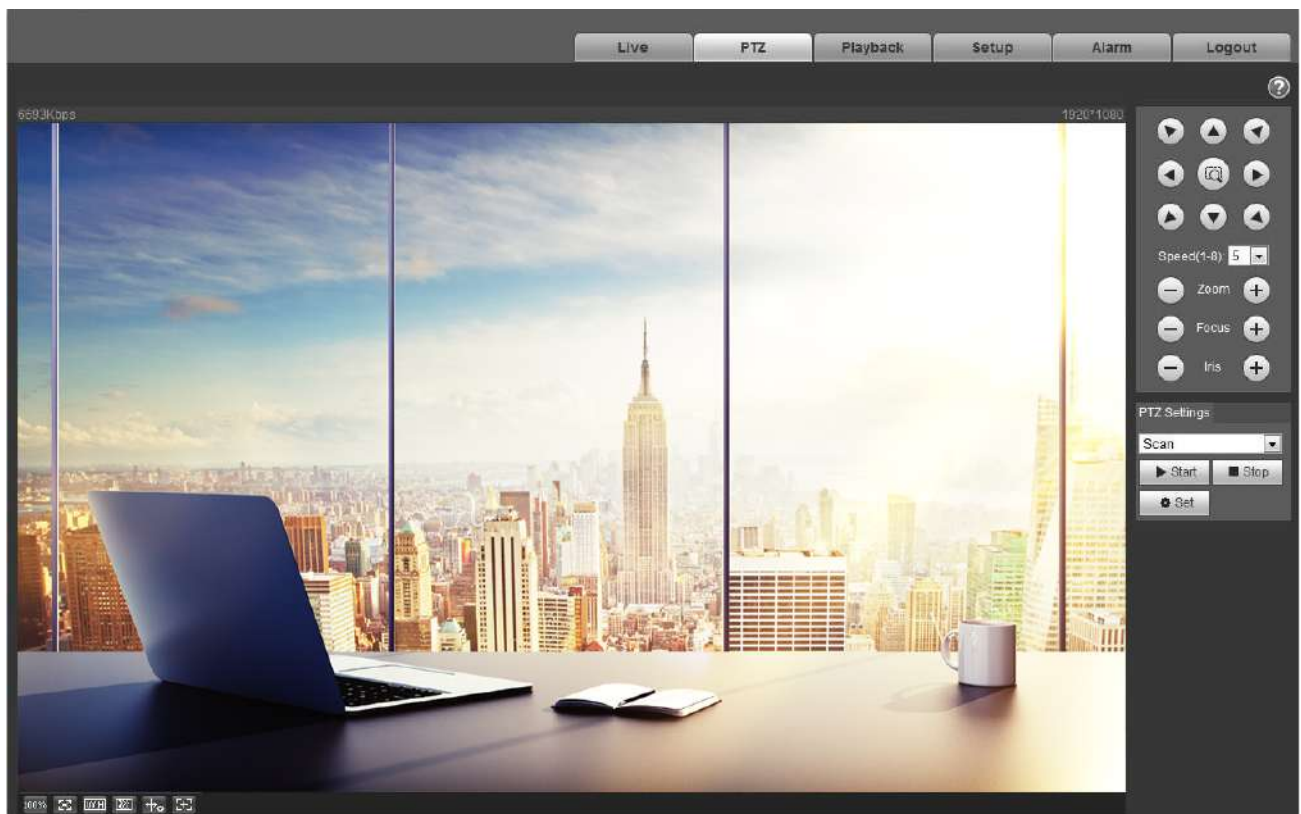 Live PTZ Playback Setup Alarm Logout
?
6693Kbps 1920*1080
Speed(1-8) 5
Zoom
Focus
Iris
PTZ Settings
Scan
Start Stop
Set
100%